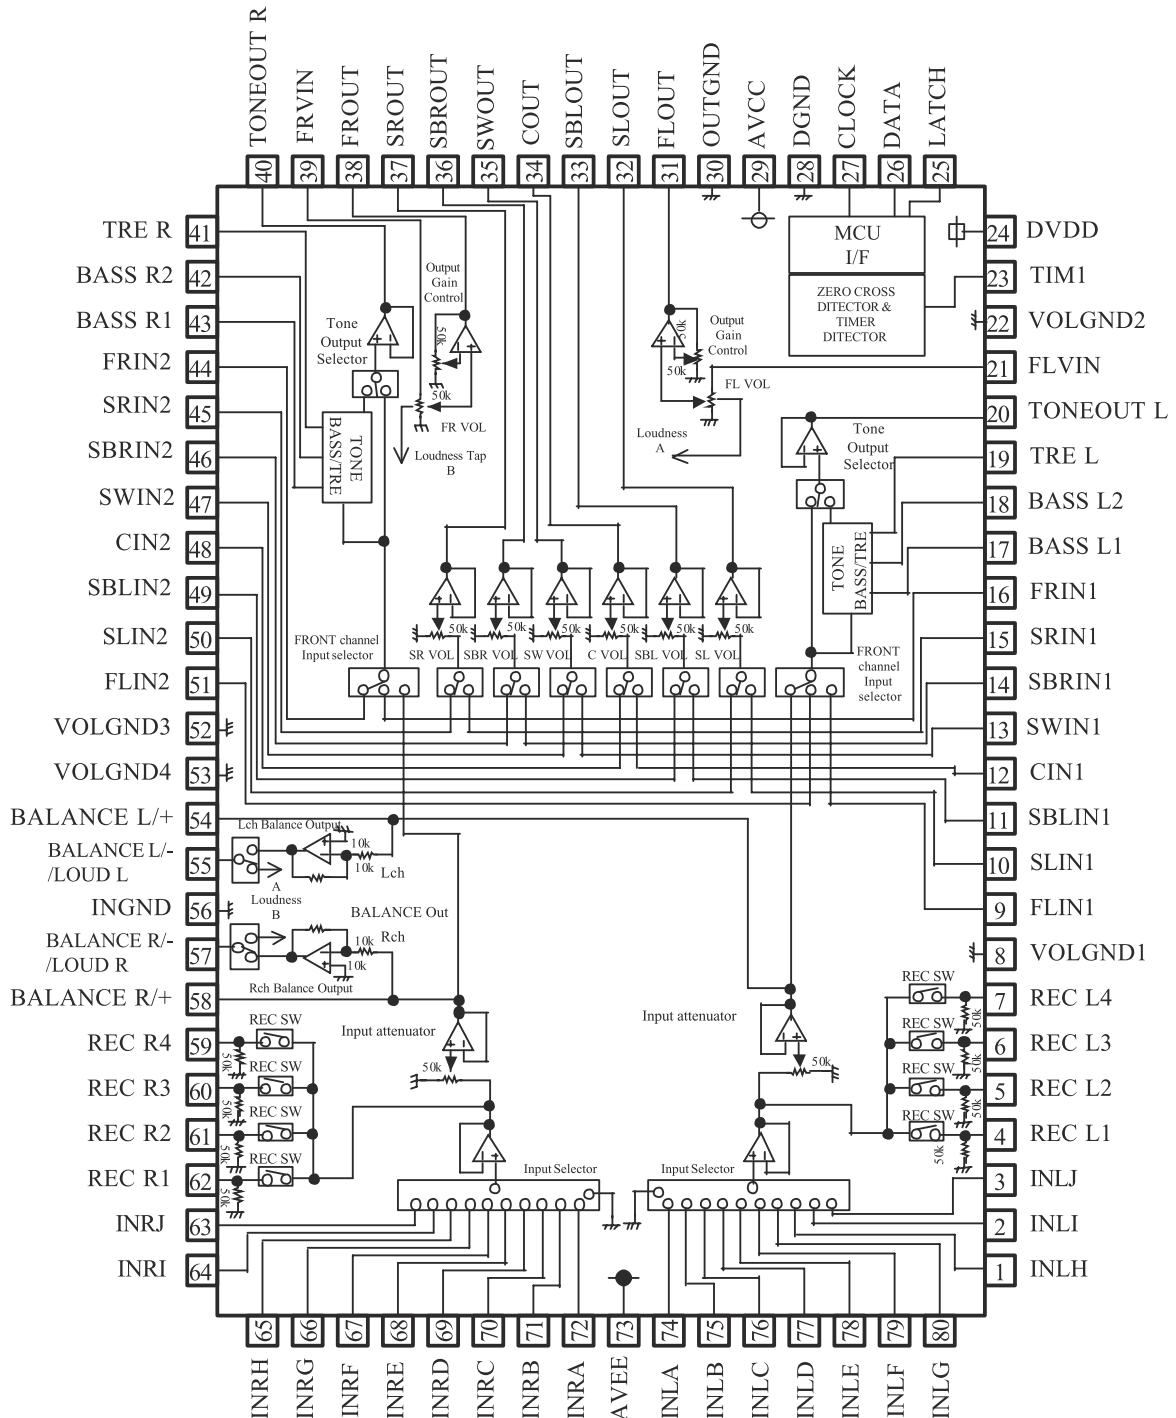 TONEOUT R
FRVIN
FROUT
SROUT
SBROUT
SWOUT
COUT
SBLOUT
SLOUT
FLOUT
OUTGND
AVCC
DGND
CLOCK
DATA
LATCH
40
39
38
37
36
35
34
33
32
31
30
29
28
27
26
25
TRE R 41
BASS R2 42
BASS R1 43
FRIN2 44
SRIN2 45
SBRIN2 46
SWIN2 47
CIN2 48
SBLIN2 49
SLIN2 50
FLIN2 51
VOLGND3 52
VOLGND4 53
BALANCE L/+ 54
BALANCE L/-
/LOUD L
55
INGND 56
BALANCE R/-
/LOUD R
57
BALANCE R/+ 58
REC R4 59
REC R3 60
REC R2 61
REC R1 62
INRJ 63
INRI 64
MCU
I/F
ZERO CROSS
DITECTOR &
TIMER
DITECTOR
Output
Gain
Control
50k
50k
FR VOL
Loudness Tap
B
Tone
Output
Selector
TONE
BASS/TRE
Output
Gain
Control
50k
50k
FL VOL
Loudness
A
Tone
Output
Selector
TONE
BASS/TRE
50k
50k
50k
50k
50k
50k
SR VOL
SBR VOL
SW VOL
C VOL
SBL VOL
SL VOL
FRONT channel
Input selector
FRONT
channel
Input
selector
Lch Balance Output
10k
10k
Lch
A
Loudness
B
BALANCE Out
Rch
10k
10k
Rch Balance Output
Input attenuator
50k
Input attenuator
50k
REC SW
50k
REC SW
50k
REC SW
50k
REC SW
50k
REC SW
50k
REC SW
50k
REC SW
50k
REC SW
50k
Input Selector
Input Selector
24 DVDD
23 TIM1
22 VOLGND2
21 FLVIN
20 TONEOUT L
19 TRE L
18 BASS L2
17 BASS L1
16 FRIN1
15 SRIN1
14 SBRIN1
13 SWIN1
12 CIN1
11 SBLIN1
10 SLIN1
9 FLIN1
8 VOLGND1
7 REC L4
6 REC L3
5 REC L2
4 REC L1
3 INLJ
2 INLI
1 INLH
65
66
67
68
69
70
71
72
73
74
75
76
77
78
79
80
INRH
INRG
INRF
INRE
INRD
INRC
INRB
INRA
AVEE
INLA
INLB
INLC
INLD
INLE
INLF
INLG